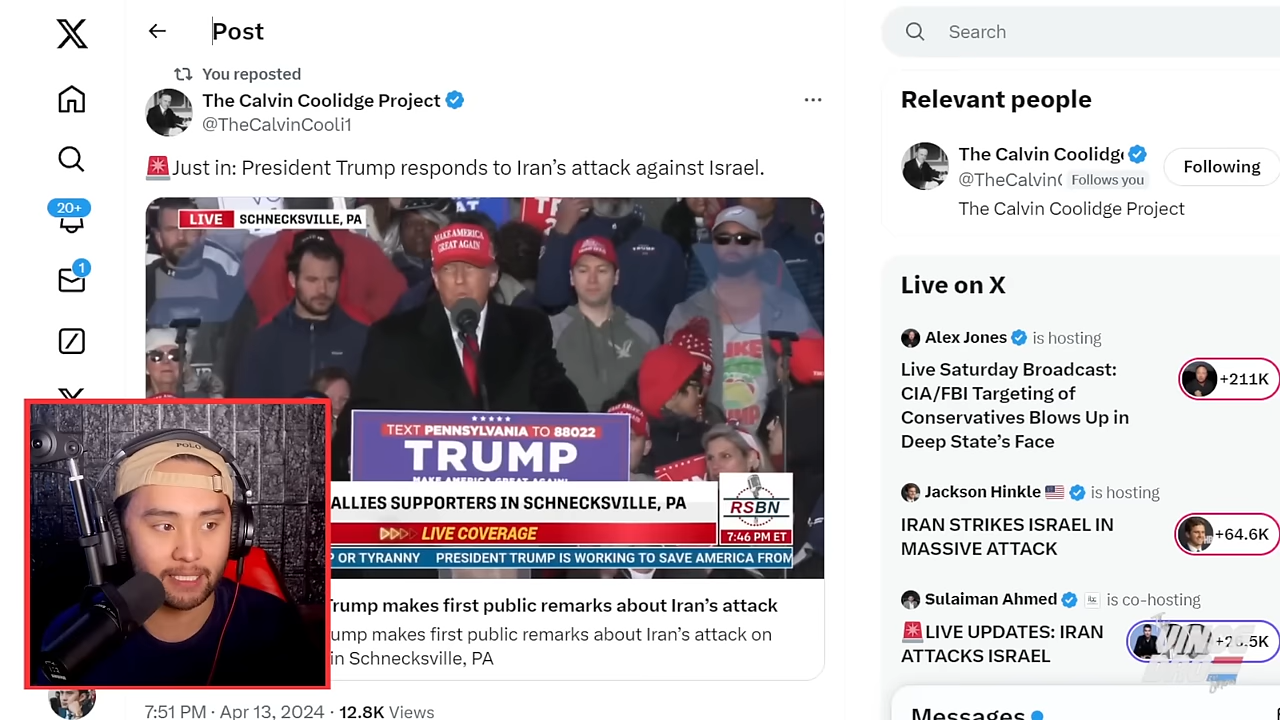 Post
Search
You reposted
The Calvin Coolidge Project
@TheCalvinCooli1
🚨Just in: President Trump responds to Iran’s attack against Israel.
LIVE SCHNECKSVILLE, PA
MAKE AMERICA
GREAT AGAIN
TEXT PENNSYLVANIA TO 88022
TRUMP
MAKE AMERICA GREAT AGAIN!
ALLIES SUPPORTERS IN SCHNECKSVILLE, PA
LIVE COVERAGE
RSBN
7:46 PM ET
P OR TYRANNY PRESIDENT TRUMP IS WORKING TO SAVE AMERICA FROM
Trump makes first public remarks about Iran’s attack
ump makes first public remarks about Iran’s attack on
in Schnecksville, PA
7:51 PM · Apr 13, 2024 · 12.8K Views
20+
1
POLO
Relevant people
The Calvin Coolidg
@TheCalvin Follows you
Following
The Calvin Coolidge Project
Live on X
Alex Jones is hosting
Live Saturday Broadcast:
CIA/FBI Targeting of
Conservatives Blows Up in
Deep State’s Face
+211K
Jackson Hinkle 🇺🇸 is hosting
IRAN STRIKES ISRAEL IN
MASSIVE ATTACK
+64.6K
Sulaiman Ahmed is co-hosting
🚨LIVE UPDATES: IRAN
ATTACKS ISRAEL
Messages